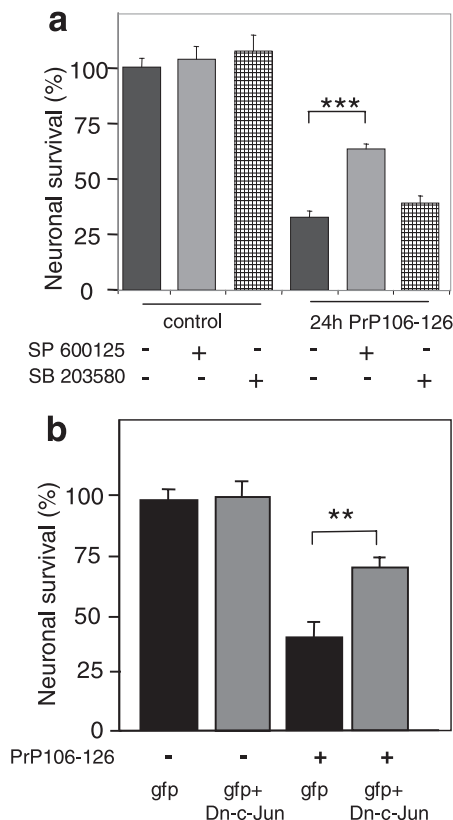 a
Neuronal survival (%)
100
75
50
25
0
***
control
24h PrP106-126
SP 600125 - + - - + -
SB 203580 - - + - - +
b
Neuronal survival (%)
100
75
50
25
0
**
PrP106-126 - - + +
gfp gfp+ gfp gfp+
Dn-c-Jun Dn-c-Jun